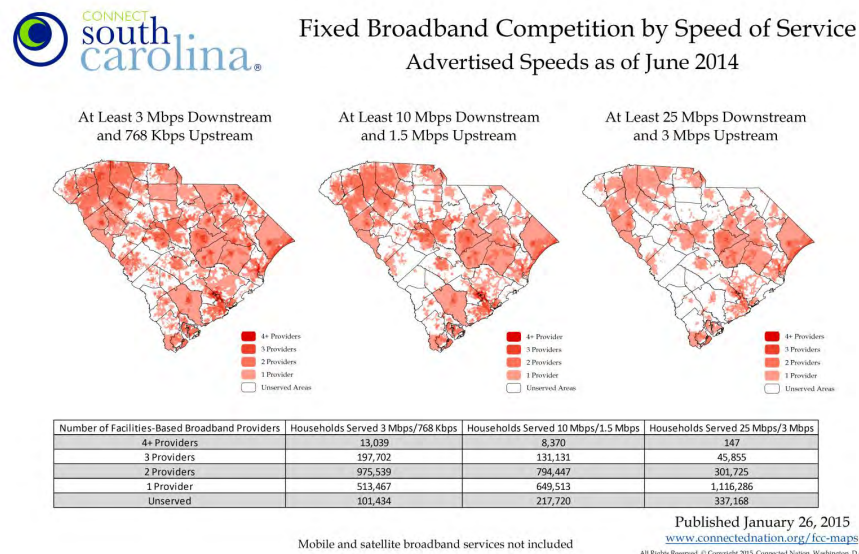 CONNECT
south
carolina®
Fixed Broadband Competition by Speed of Service
Advertised Speeds as of June 2014
At Least 3 Mbps Downstream
and 768 Kbps Upstream
At Least 10 Mbps Downstream
and 1.5 Mbps Upstream
At Least 25 Mbps Downstream
and 3 Mbps Upstream
4+ Providers
3 Providers
2 Providers
1 Provider
Unserved Areas
4+ Provider
3 Providers
2 Providers
1 Provider
Unserved Areas
4+ Providers
3 Providers
2 Providers
1 Provider
Unserved Areas
Number of Facilities-Based Broadband Providers Households Served 3 Mbps/768 Kbps Households Served 10 Mbps/1.5 Mbps Households Served 25 Mbps/3 Mbps
4+ Providers 13,039 8,370 147
3 Providers 197,702 131,131 45,855
2 Providers 975,539 794,447 301,725
1 Provider 513,467 649,513 1,116,286
Unserved 101,434 217,720 337,168
Published January 26, 2015
www.connectednation.org/fcc-maps
Mobile and satellite broadband services not included
All Rights Reserved. © Copyright 2015, Connected Nation, Washington, D